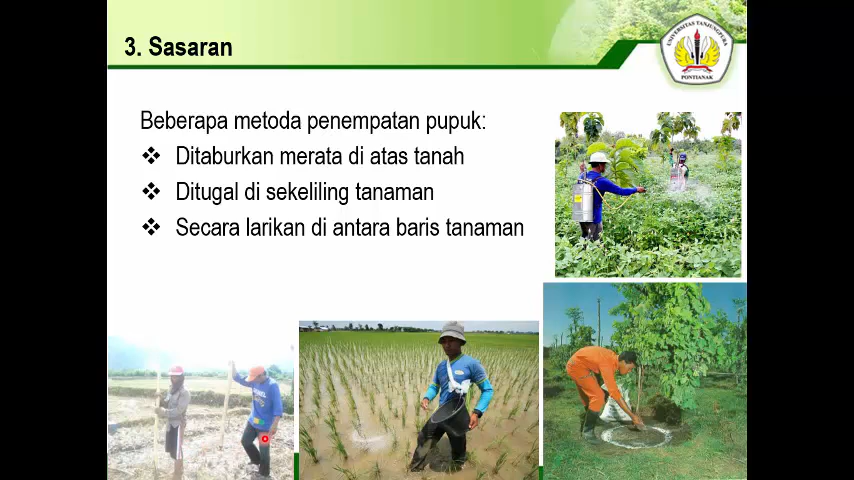 3. Sasaran
UNIVERSITAS TANJUNGPURA
PONTIANAK
Beberapa metoda penempatan pupuk:
❖ Ditaburkan merata di atas tanah
❖ Ditugal di sekeliling tanaman
❖ Secara larikan di antara baris tanaman